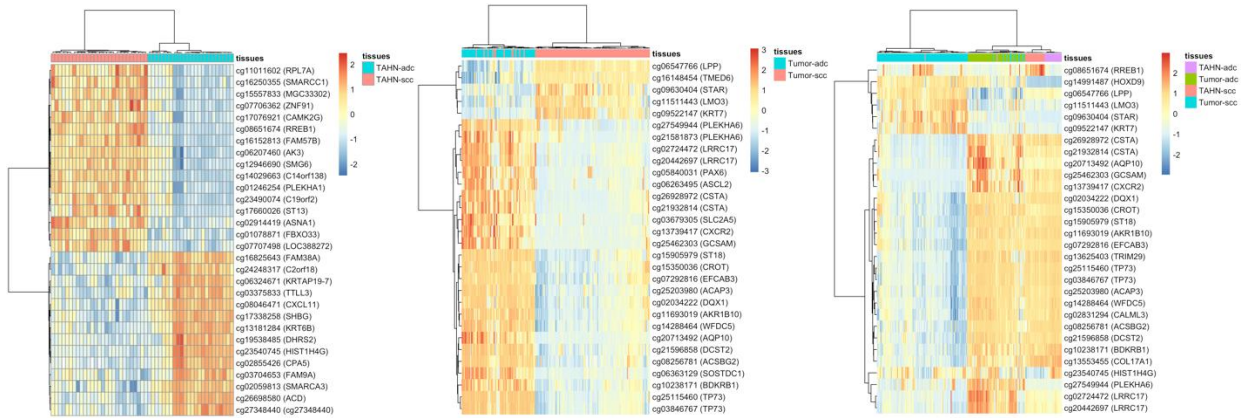 tissues
tissues
TAHN-adc
TAHN-scc
2
1
0
-1
-2
cg11011602 (RPL7A)
cg16250355 (SMARCC1)
cg15557833 (MGC33302)
cg07706362 (ZNF91)
cg17076921 (CAMK2G)
cg08651674 (RREB1)
cg16152813 (FAM57B)
cg06207460 (AK3)
cg12946690 (SMG6)
cg14029663 (C14orf138)
cg01246254 (PLEKHA1)
cg23490074 (C19orf2)
cg17660026 (ST13)
cg02914419 (ASNA1)
cg01078871 (FBXO33)
cg07707498 (LOC388272)
cg16825643 (FAM38A)
cg24248317 (C2orf18)
cg06324671 (KRTAP19-7)
cg03375833 (TTLL3)
cg08046471 (CXCL11)
cg17338258 (SHBG)
cg13181284 (KRT6B)
cg19538485 (DHRS2)
cg23540745 (HIST1H4G)
cg02855426 (CPA5)
cg03704653 (FAM9A)
cg02059813 (SMARCA3)
cg26698580 (ACD)
cg27348440 (cg27348440)
tissues
tissues
Tumor-adc
Tumor-scc
3
2
1
0
-1
-2
-3
cg06547766 (LPP)
cg16148454 (TMED6)
cg09630404 (STAR)
cg11511443 (LMO3)
cg09522147 (KRT7)
cg27549944 (PLEKHA6)
cg21581873 (PLEKHA6)
cg02724472 (LRRC17)
cg20442697 (LRRC17)
cg05840031 (PAX6)
cg06263495 (ASCL2)
cg26928972 (CSTA)
cg21932814 (CSTA)
cg03679305 (SLC2A5)
cg13739417 (CXCR2)
cg25462303 (GCSAM)
cg15905979 (ST18)
cg15350036 (CROT)
cg07292816 (EFCAB3)
cg25203980 (ACAP3)
cg02034222 (DQX1)
cg11693019 (AKR1B10)
cg14288464 (WFDC5)
cg20713492 (AQP10)
cg21596858 (DCST2)
cg08256781 (ACSBG2)
cg06363129 (SOSTDC1)
cg10238171 (BDKRB1)
cg25115460 (TP73)
cg03846767 (TP73)
tissues
tissues
TAHN-adc
Tumor-adc
TAHN-scc
Tumor-scc
2
1
0
-1
-2
cg08651674 (RREB1)
cg14991487 (HOXD9)
cg06547766 (LPP)
cg11511443 (LMO3)
cg09630404 (STAR)
cg09522147 (KRT7)
cg26928972 (CSTA)
cg21932814 (CSTA)
cg20713492 (AQP10)
cg25462303 (GCSAM)
cg13739417 (CXCR2)
cg02034222 (DQX1)
cg15350036 (CROT)
cg15905979 (ST18)
cg11693019 (AKR1B10)
cg07292816 (EFCAB3)
cg13625403 (TRIM29)
cg25115460 (TP73)
cg03846767 (TP73)
cg25203980 (ACAP3)
cg14288464 (WFDC5)
cg02831294 (CALML3)
cg08256781 (ACSBG2)
cg21596858 (DCST2)
cg10238171 (BDKRB1)
cg13553455 (COL17A1)
cg23540745 (HIST1H4G)
cg27549944 (PLEKHA6)
cg02724472 (LRRC17)
cg20442697 (LRRC17)